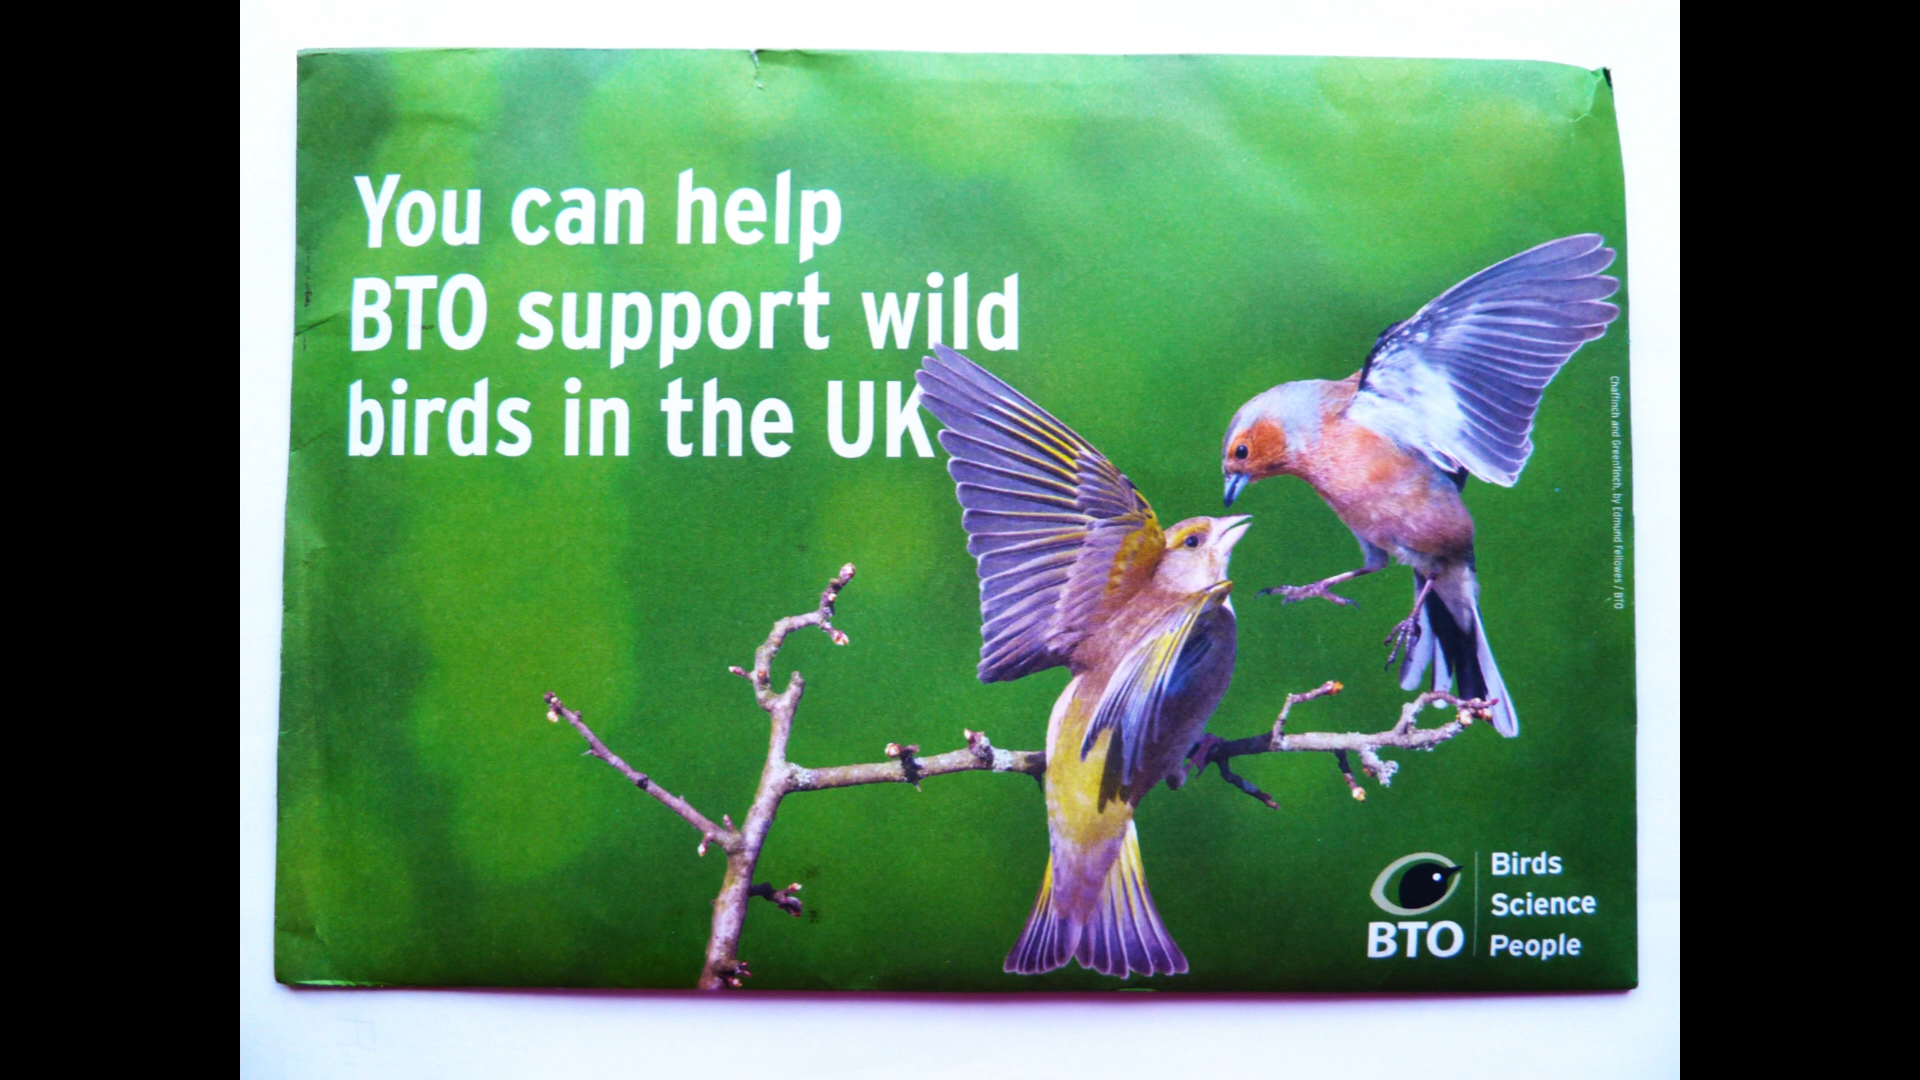 You can help
BTO support wild
birds in the UK
Chaffinch and Greenfinch, by Edmund Fellowes / BTO
BTO
Birds
Science
People